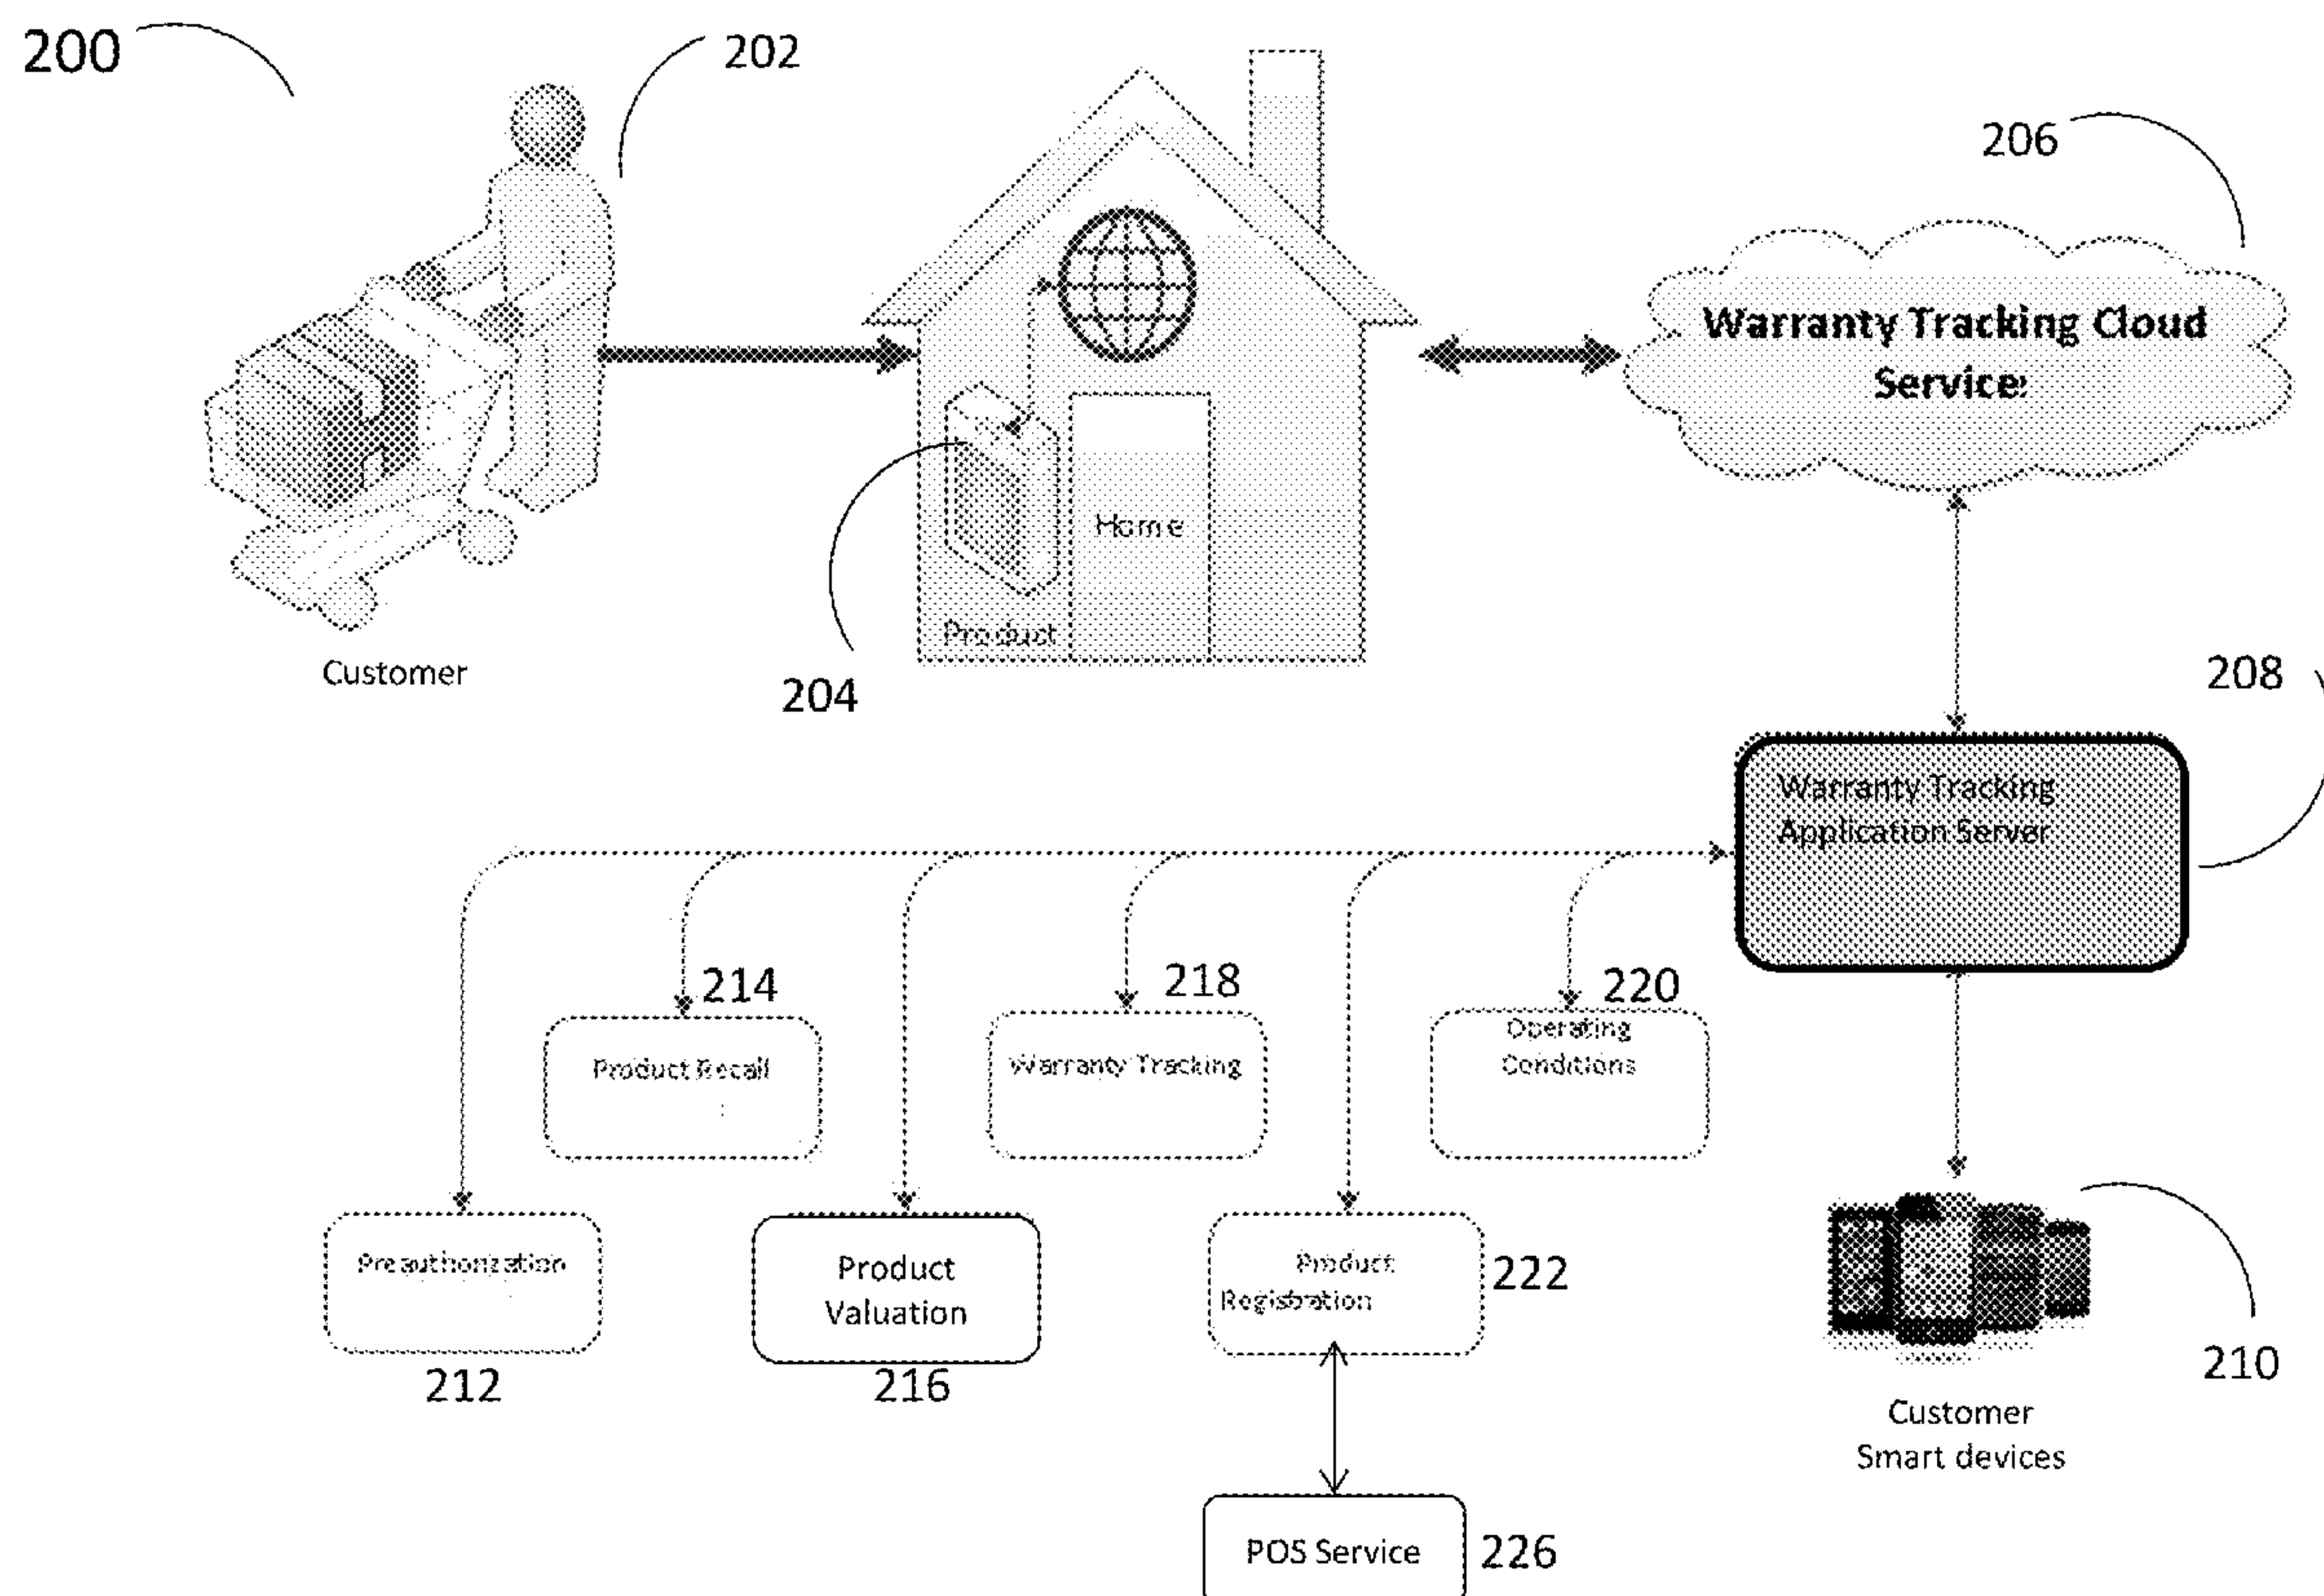 200
202
206
Warranty Tracking Cloud
Service
Home
Product
Customer
204
208
Warranty Tracking
Application Server
214
218
220
Product Recall
Warranty Tracking
Operating
Conditions
Preauthorization
Product
Valuation
Product
Registration
222
212
216
210
Customer
Smart devices
POS Service
226